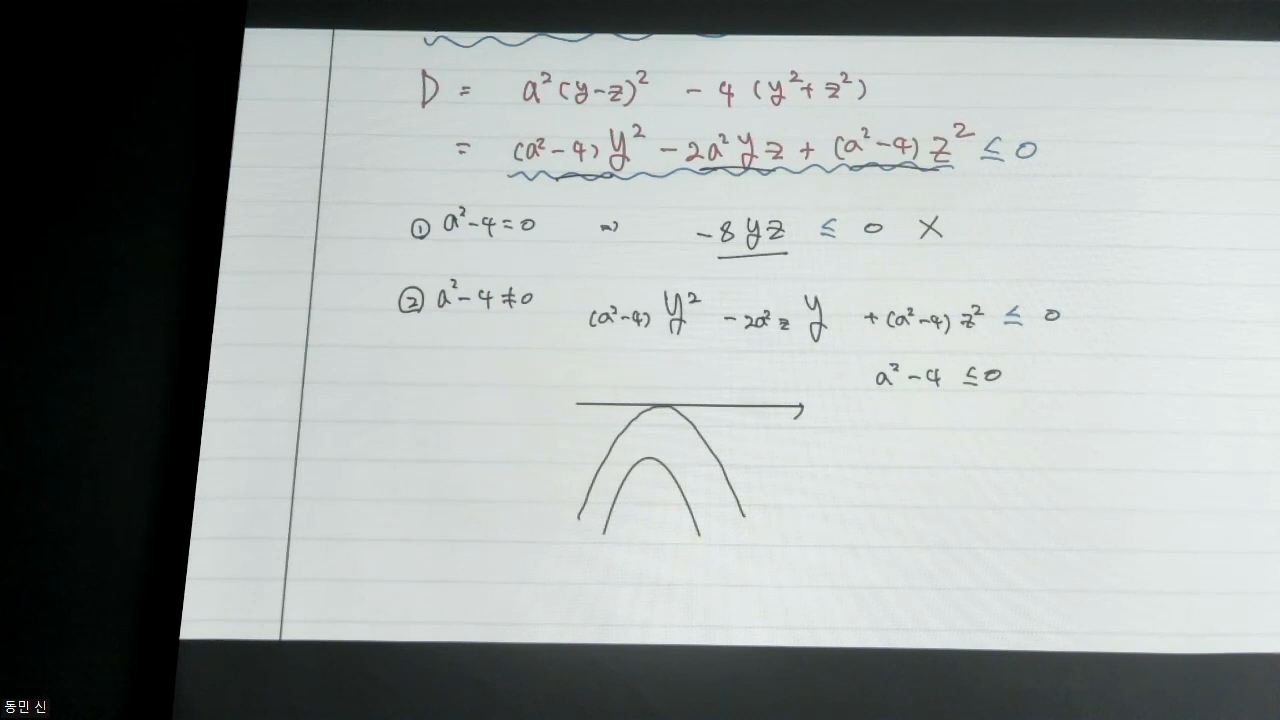 D = a²(y-z)² - 4 (y²+z²)
= (a²-4)y² - 2a²yz + (a²-4)z² ≤ 0
① a²-4=0 ⇒ -8yz ≤ 0 X
② a²-4≠0 (a²-4)y² - 2a²z y + (a²-4)z² ≤ 0
a²-4 ≤0
동민 신